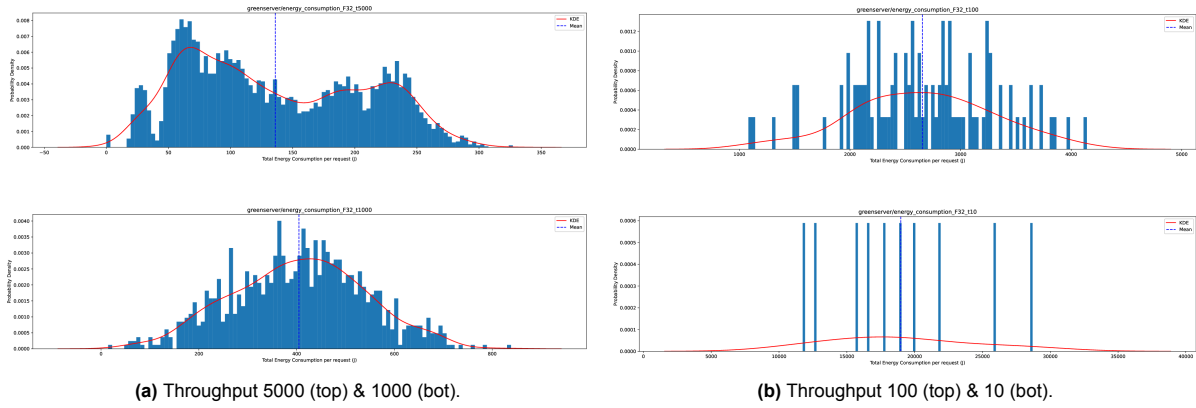 greenserver/energy_consumption_F32_t5000
KDE
Mean
Probability Density
0.008
0.007
0.006
0.005
0.004
0.003
0.002
0.001
0.000
−50 0 50 100 150 200 250 300 350
Total Energy Consumption per request (J)
greenserver/energy_consumption_F32_t1000
KDE
Mean
Probability Density
0.0040
0.0035
0.0030
0.0025
0.0020
0.0015
0.0010
0.0005
0.0000
0 200 400 600 800
Total Energy Consumption per request (J)
(a) Throughput 5000 (top) & 1000 (bot).
greenserver/energy_consumption_F32_t100
KDE
Mean
Probability Density
0.0012
0.0010
0.0008
0.0006
0.0004
0.0002
0.0000
1000 2000 3000 4000 5000
Total Energy Consumption per request (J)
greenserver/energy_consumption_F32_t10
KDE
Mean
Probability Density
0.0006
0.0005
0.0004
0.0003
0.0002
0.0001
0.0000
0 5000 10000 15000 20000 25000 30000 35000 40000
Total Energy Consumption per request (J)
(b) Throughput 100 (top) & 10 (bot).